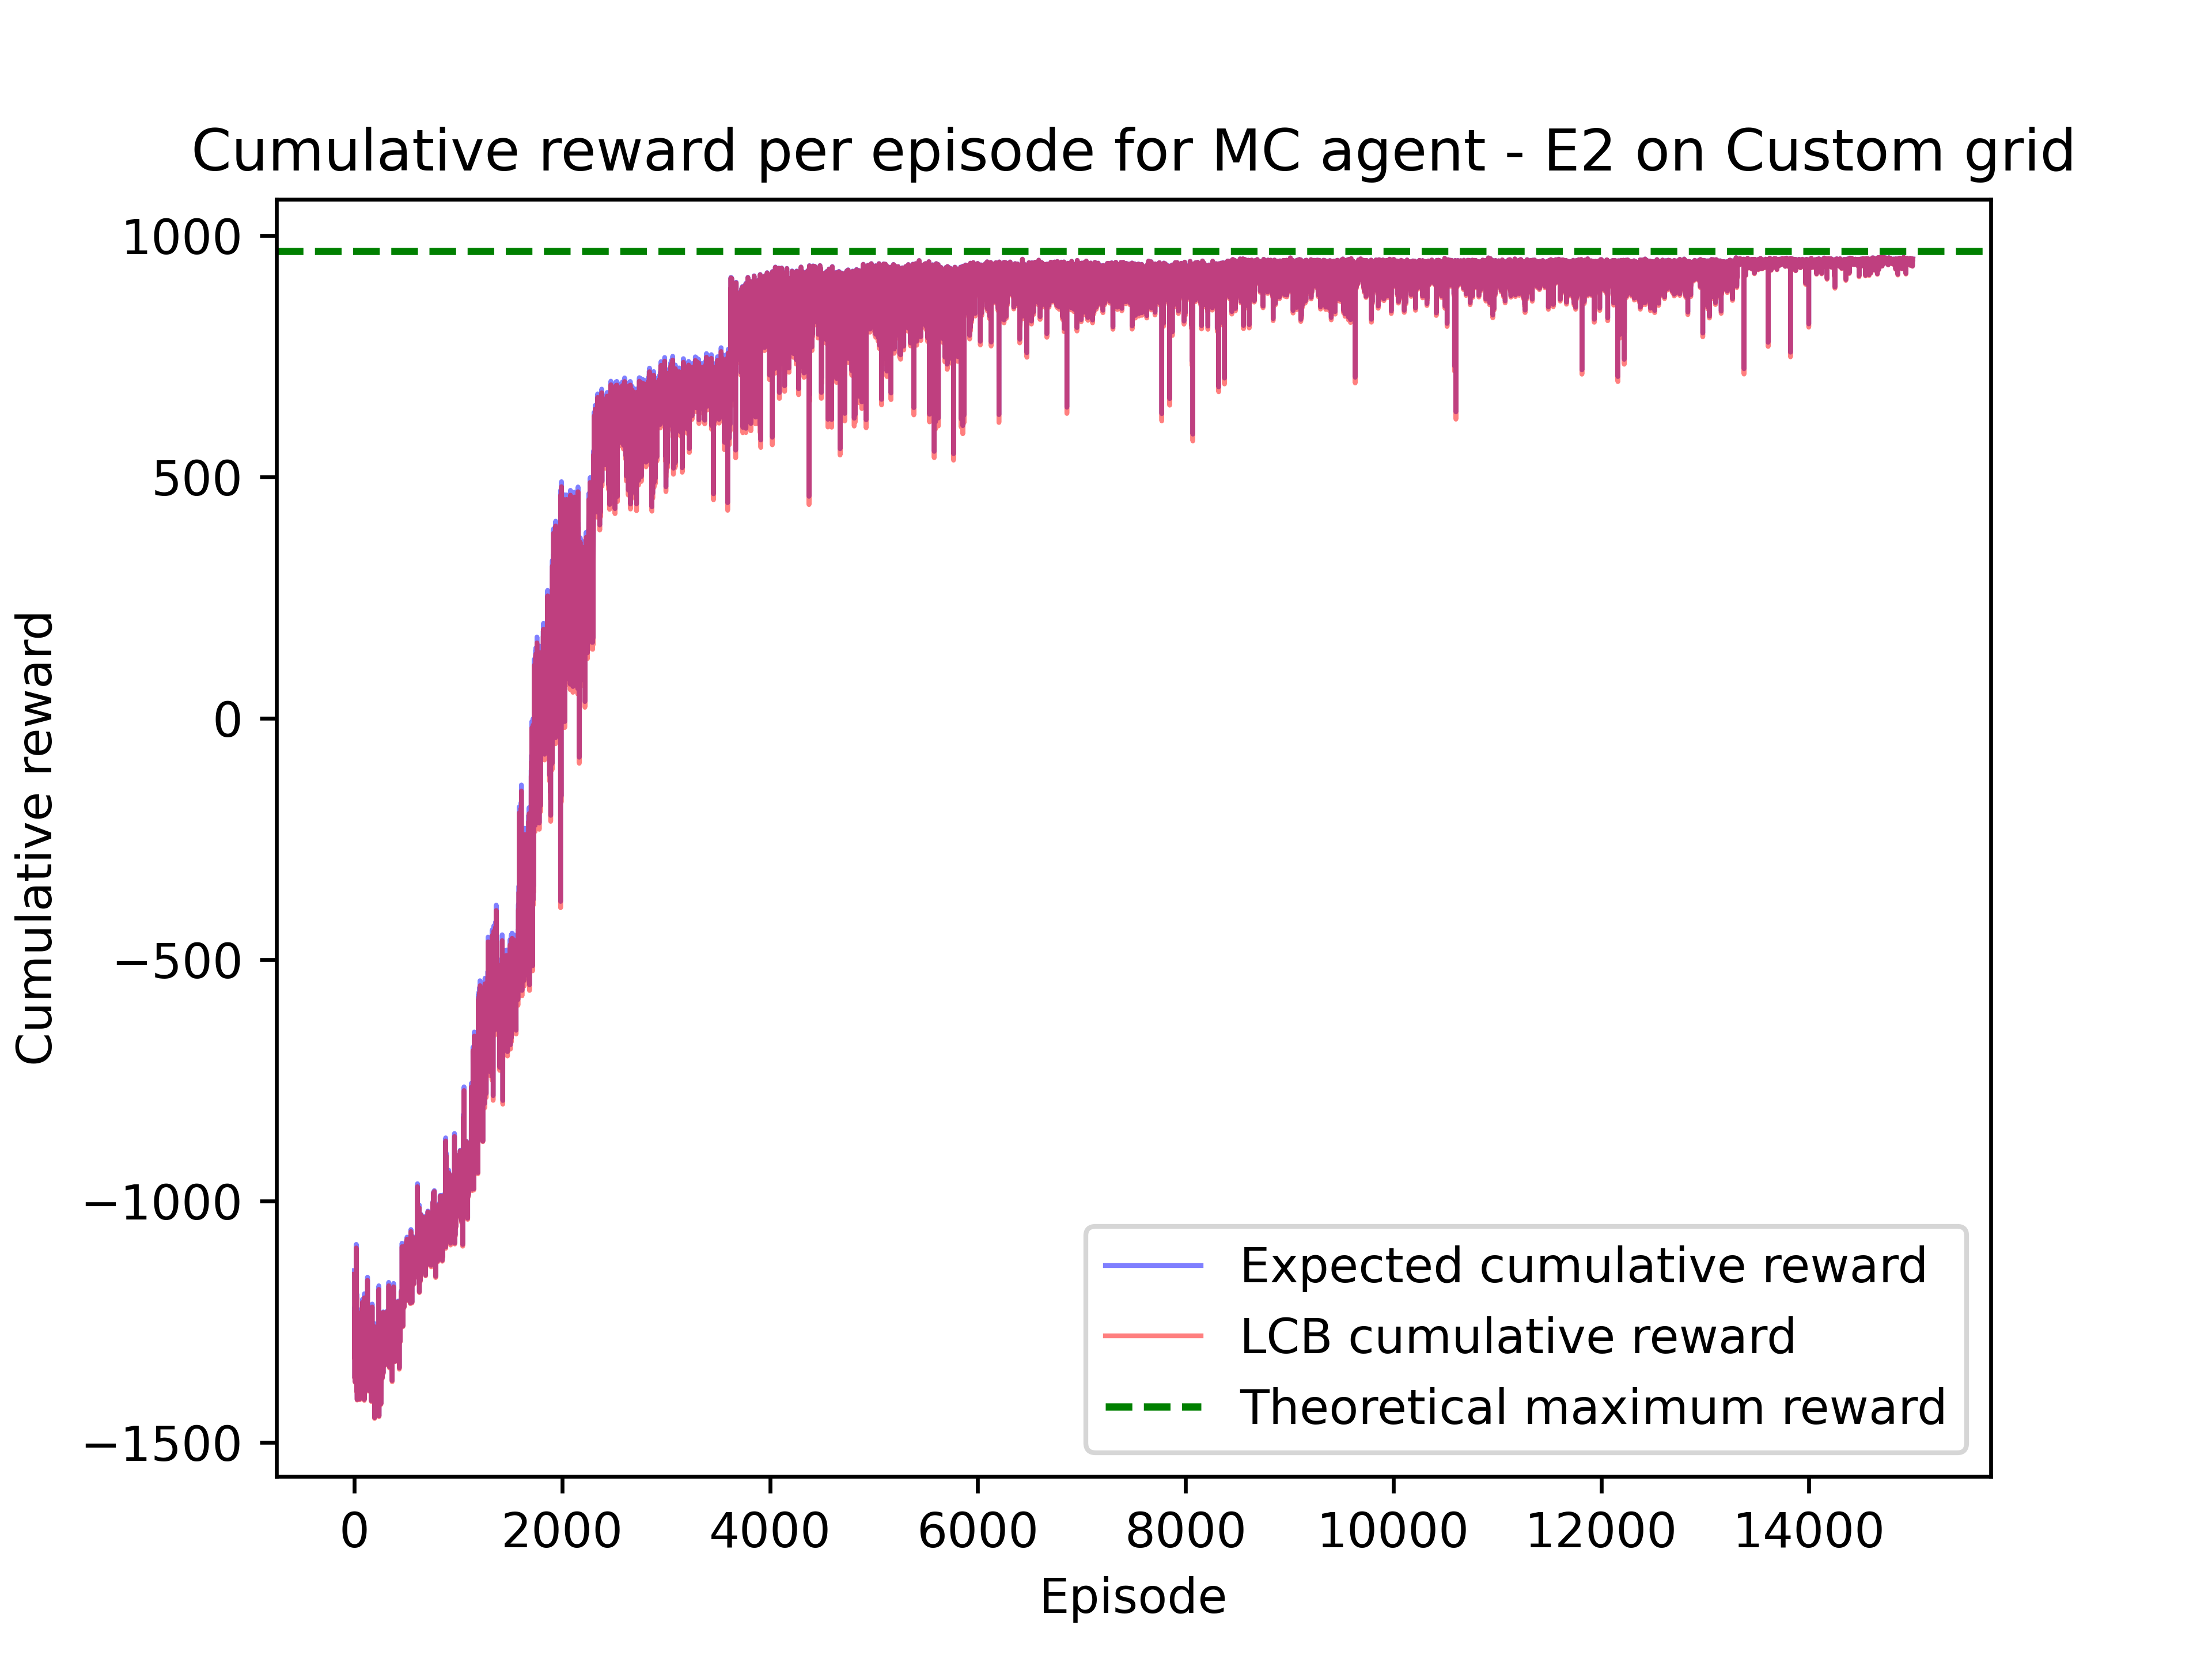 Cumulative reward per episode for MC agent - E2 on Custom grid
1000
500
0
−500
−1000
−1500
Cumulative reward
0 2000 4000 6000 8000 10000 12000 14000
Episode
Expected cumulative reward
LCB cumulative reward
Theoretical maximum reward